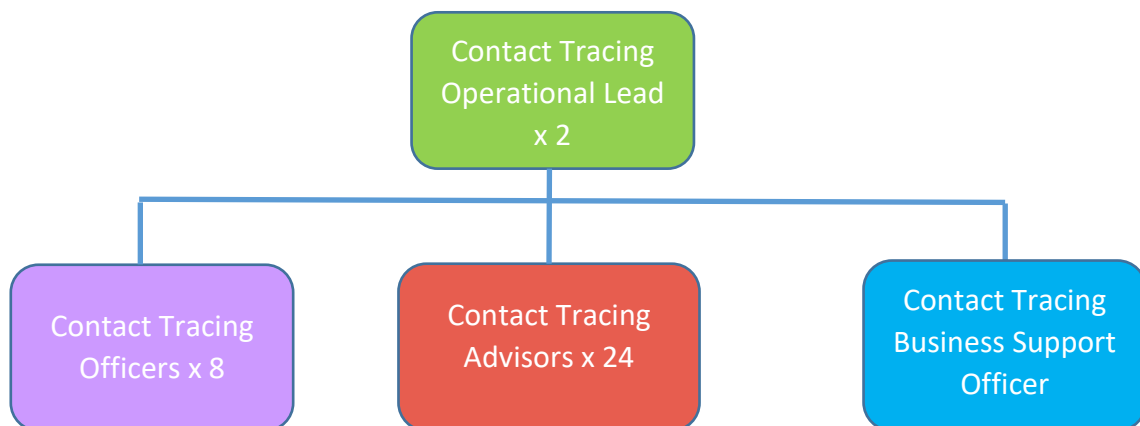 Contact Tracing
Operational Lead
x 2
Contact Tracing
Officers x 8
Contact Tracing
Advisors x 24
Contact Tracing
Business Support
Officer